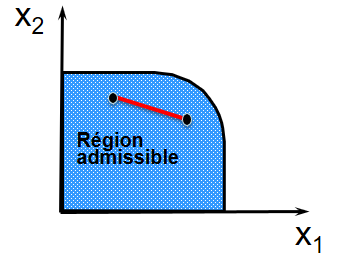 x₂
Région
admissible
x₁